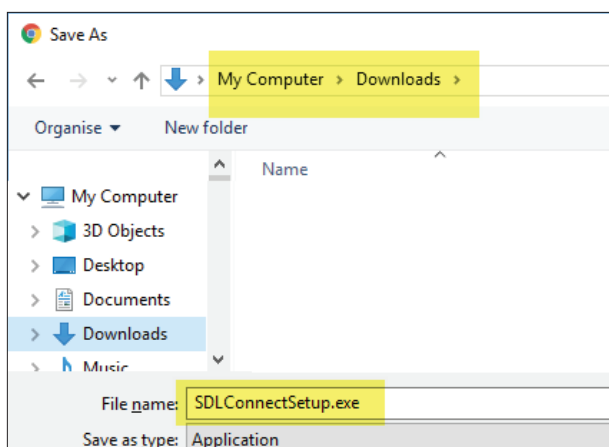 Save As
My Computer > Downloads >
Organise New folder
Name
My Computer
3D Objects
Desktop
Documents
Downloads
Music
File name: SDLConnectSetup.exe
Save as type: Application